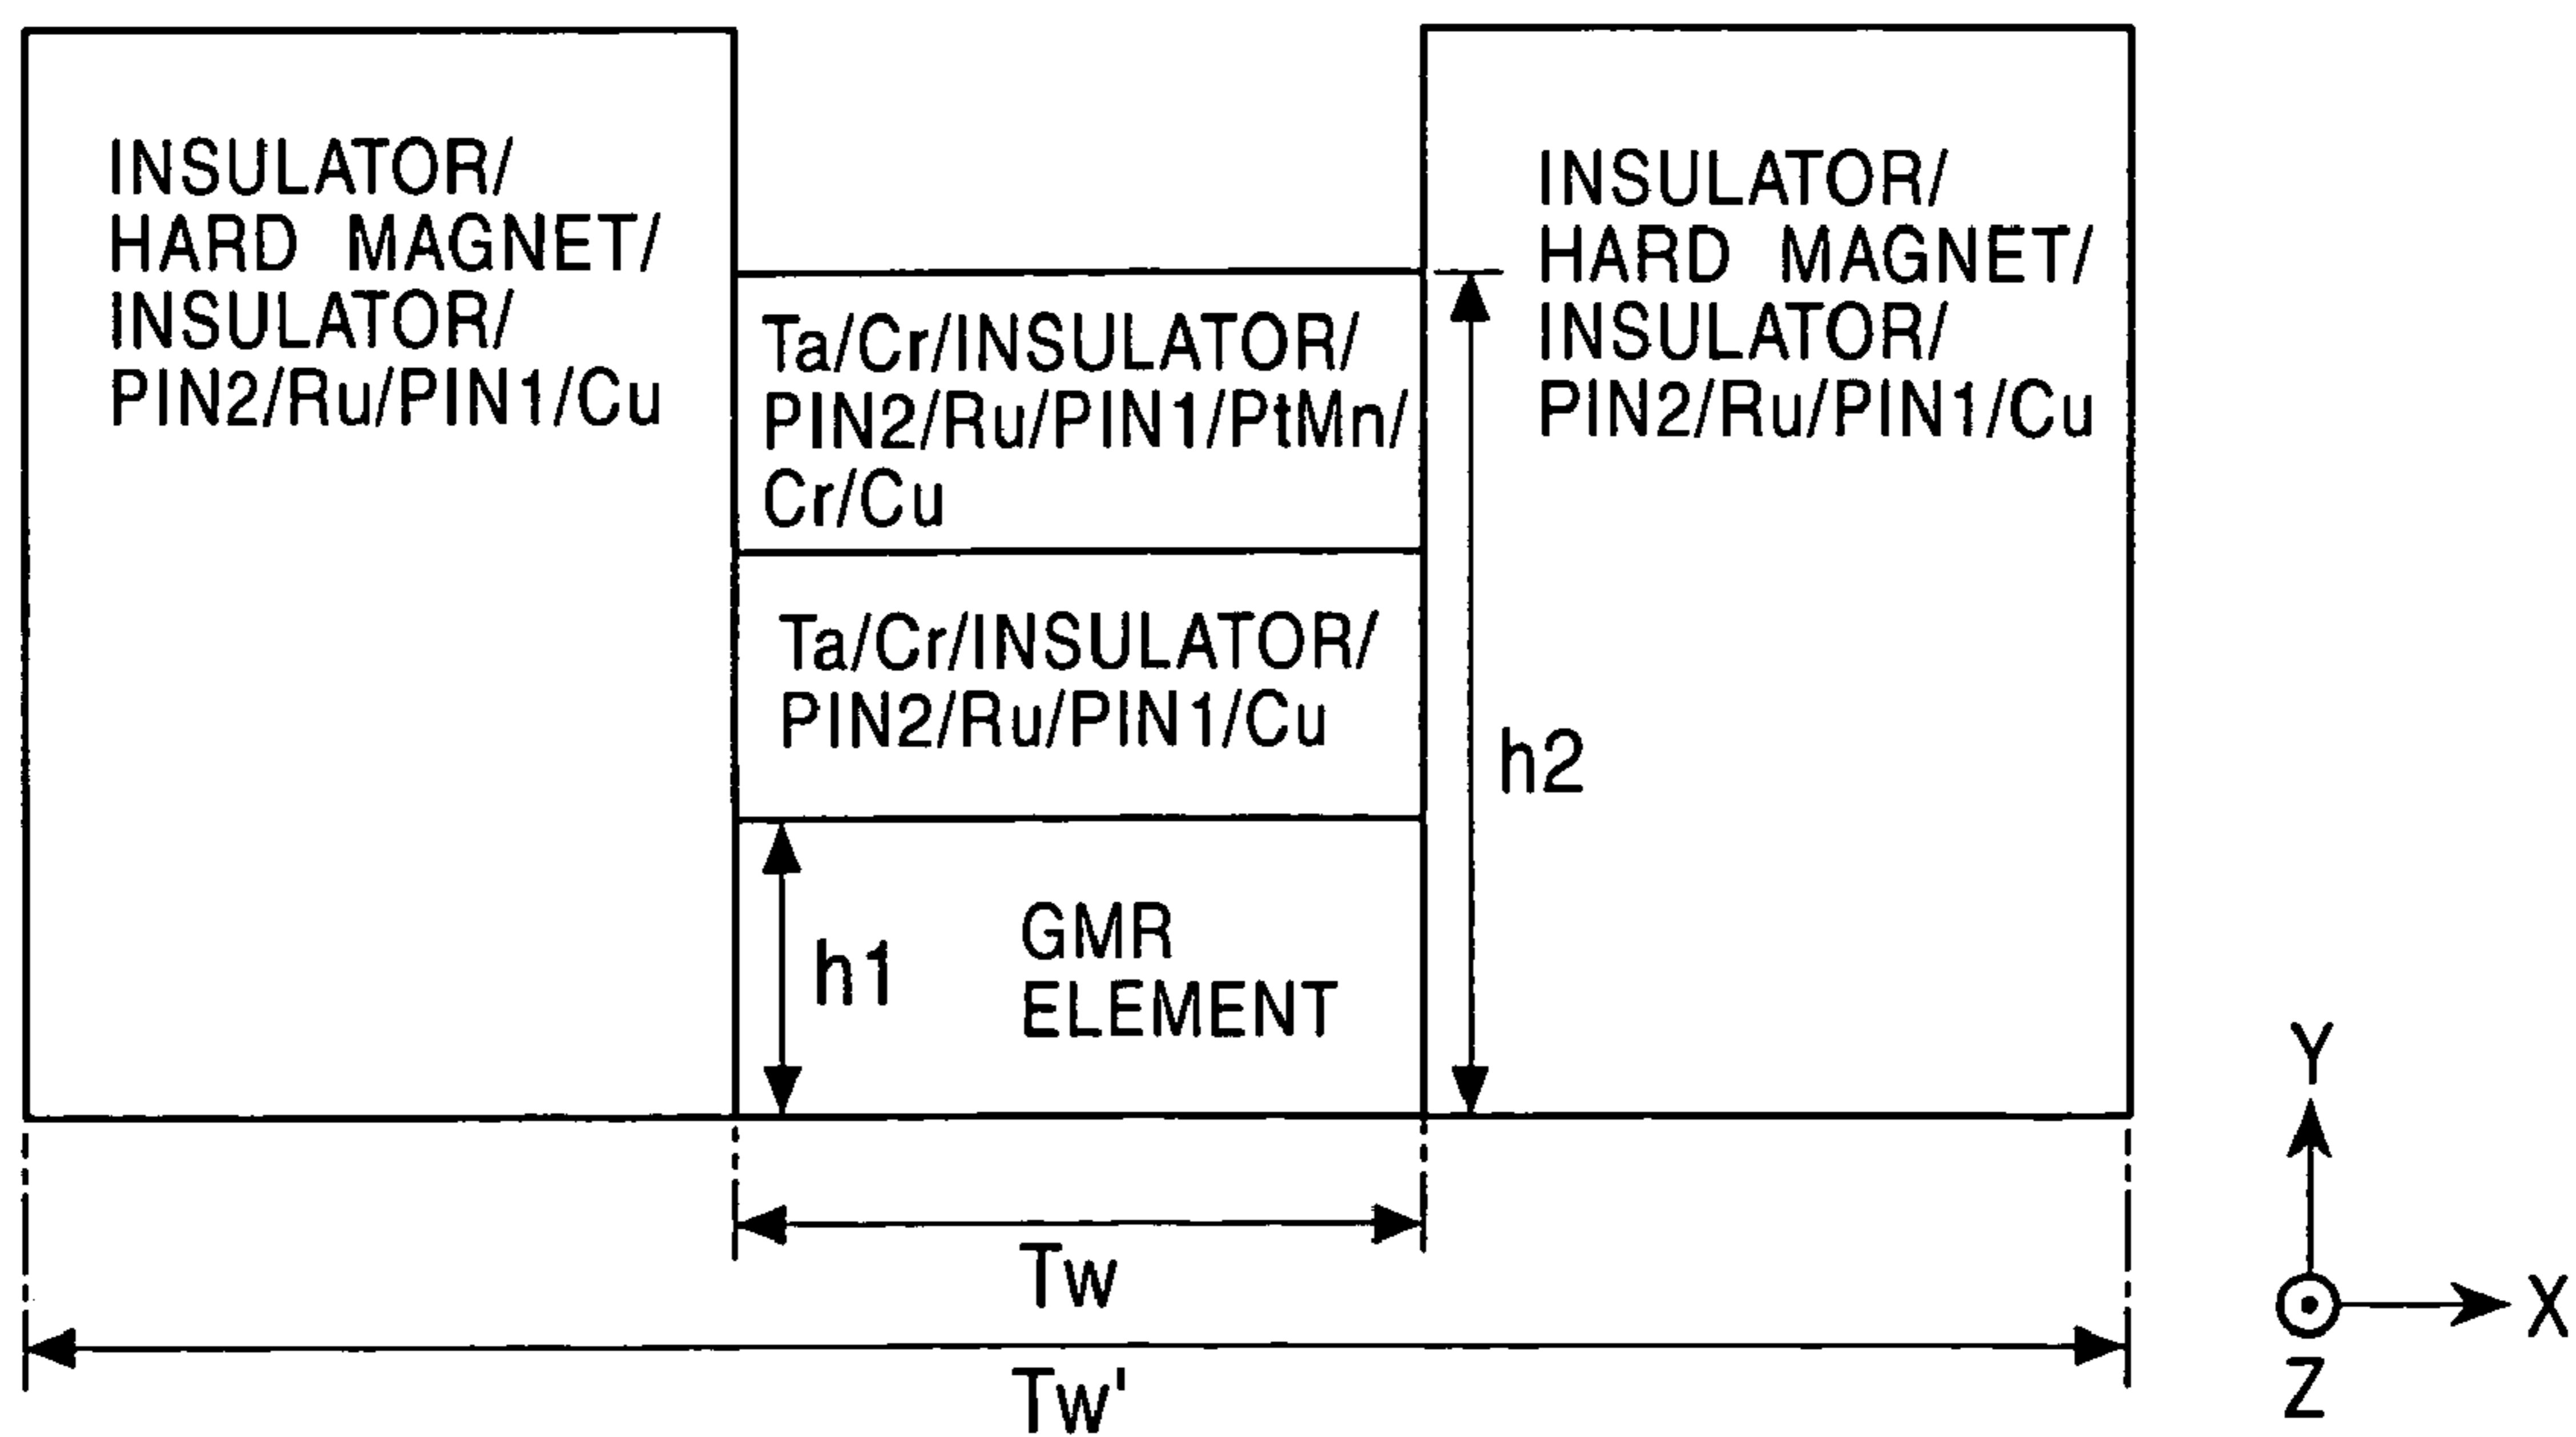 INSULATOR/
HARD MAGNET/
INSULATOR/
PIN2/Ru/PIN1/Cu
Ta/Cr/INSULATOR/
PIN2/Ru/PIN1/PtMn/
Cr/Cu
Ta/Cr/INSULATOR/
PIN2/Ru/PIN1/Cu
h1
GMR
ELEMENT
h2
INSULATOR/
HARD MAGNET/
INSULATOR/
PIN2/Ru/PIN1/Cu
Tw
Tw'
Y
X
Z